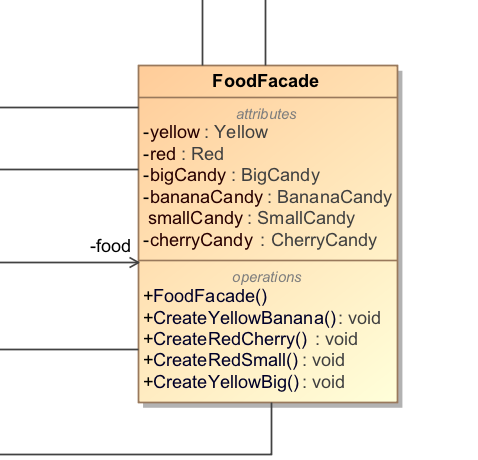 FoodFacade
attributes
-yellow : Yellow
-red : Red
-bigCandy : BigCandy
-bananaCandy : BananaCandy
smallCandy : SmallCandy
-cherryCandy : CherryCandy
-food
operations
+FoodFacade()
+CreateYellowBanana() : void
+CreateRedCherry() : void
+CreateRedSmall() : void
+CreateYellowBig() : void